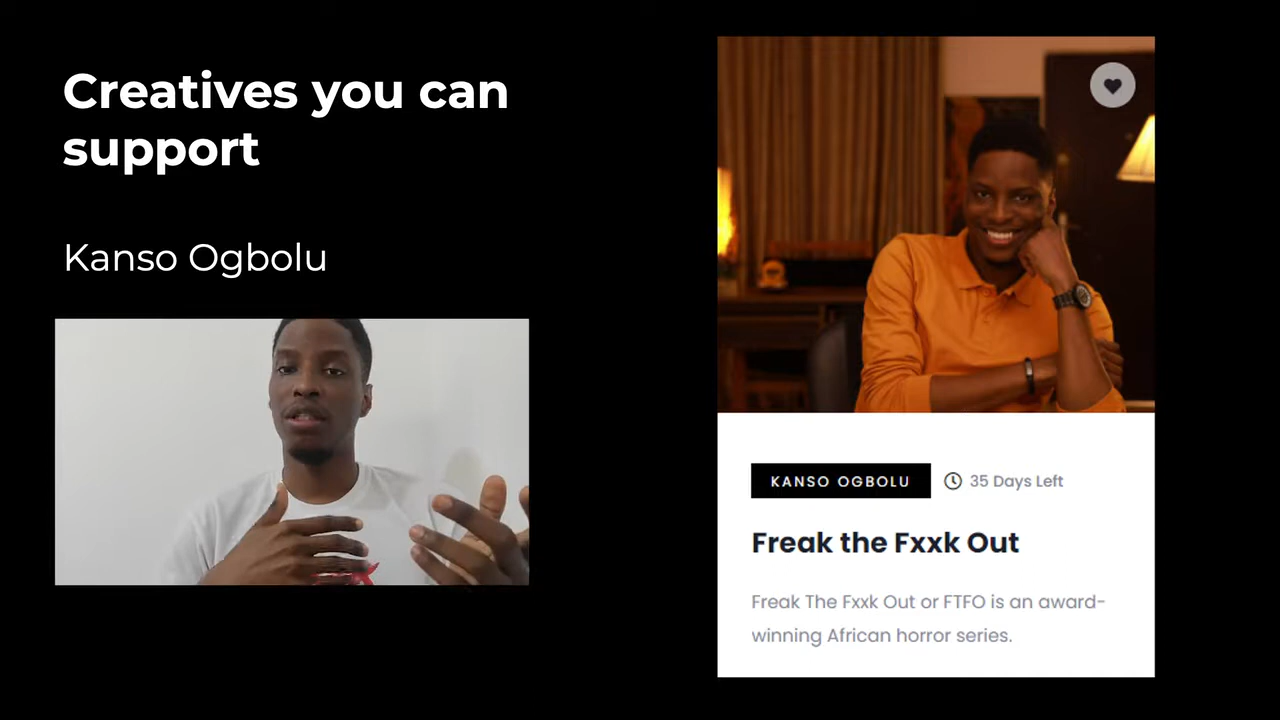 Creatives you can
support
Kanso Ogbolu
KANSO OGBOLU
35 Days Left
Freak the Fxxk Out
Freak The Fxxk Out or FTFO is an award-
winning African horror series.